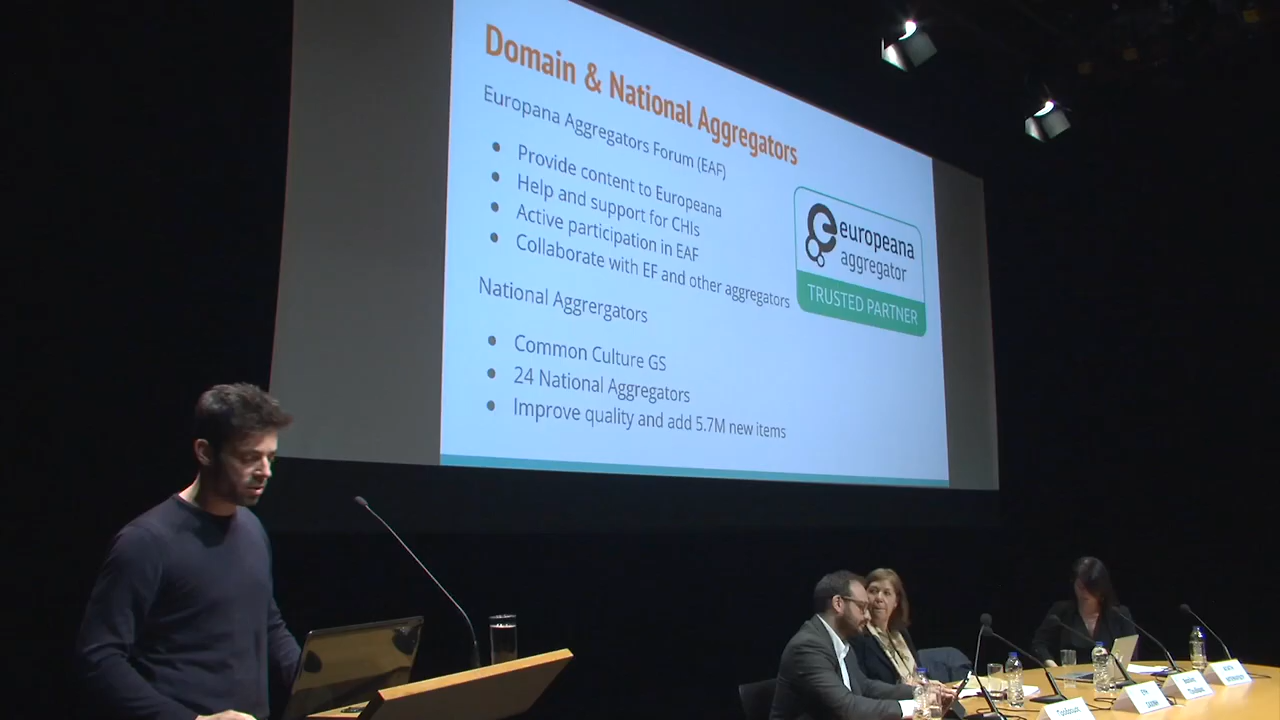 Domain & National Aggregators
Europana Aggregators Forum (EAF)
Provide content to Europeana
Help and support for CHIs
Active participation in EAF
Collaborate with EF and other aggregators
National Aggrergators
Common Culture GS
24 National Aggregators
Improve quality and add 5.7M new items
europeana
aggregator
TRUSTED PARTNER